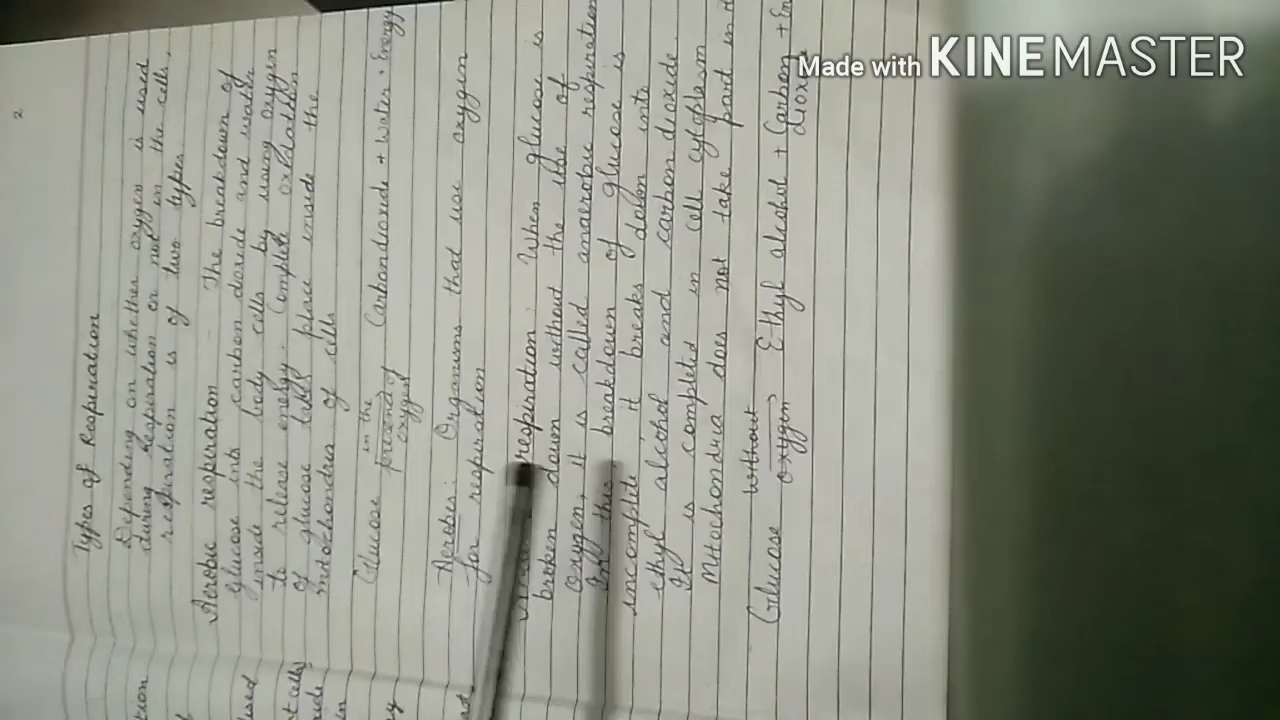 2
Types of Respiration
Depending on whether oxygen is used
during respiration or not in the cells,
respiration is of two types.
Aerobic respiration The breakdown of
glucose into carbon dioxide and water
inside the body cells by using oxygen
to release energy. Complete oxidation
of glucose takes place inside the
mitochondria of cells
Glucose in the presence of oxygen Carbondioxide + Water + Energy
Aerobes: Organisms that use oxygen
for respiration
respiration: When glucose is
broken down without the use of
oxygen, it is called anaerobic respiration
In this breakdown of glucose is
incomplete it breaks down into
ethyl alcohol and carbon dioxide.
It is completed in cell cytoplasm
Mitochondria does not take part in it
Glucose without oxygen Ethyl alcohol + Carbon dioxide + En
Made with KINEMASTER